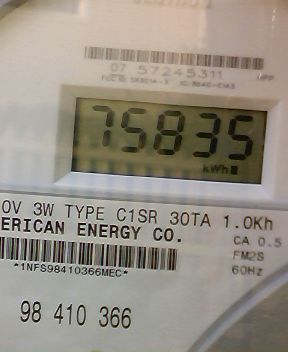 07 57245311
75835
kWh
0V 3W TYPE C1SR 30TA 1.0Kh
ERICAN ENERGY CO.
CA 0.5
*1NFS98410366MEC*
FM2S
60Hz
98 410 366